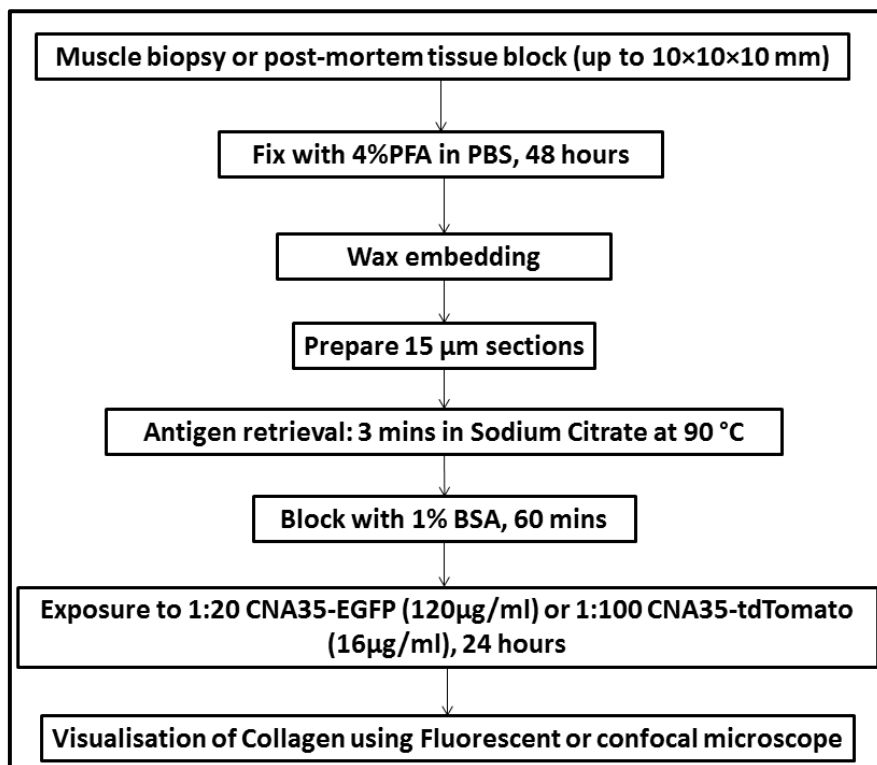 Muscle biopsy or post-mortem tissue block (up to 10×10×10 mm)
Fix with 4%PFA in PBS, 48 hours
Wax embedding
Prepare 15 µm sections
Antigen retrieval: 3 mins in Sodium Citrate at 90 °C
Block with 1% BSA, 60 mins
Exposure to 1:20 CNA35-EGFP (120µg/ml) or 1:100 CNA35-tdTomato
(16µg/ml), 24 hours
Visualisation of Collagen using Fluorescent or confocal microscope